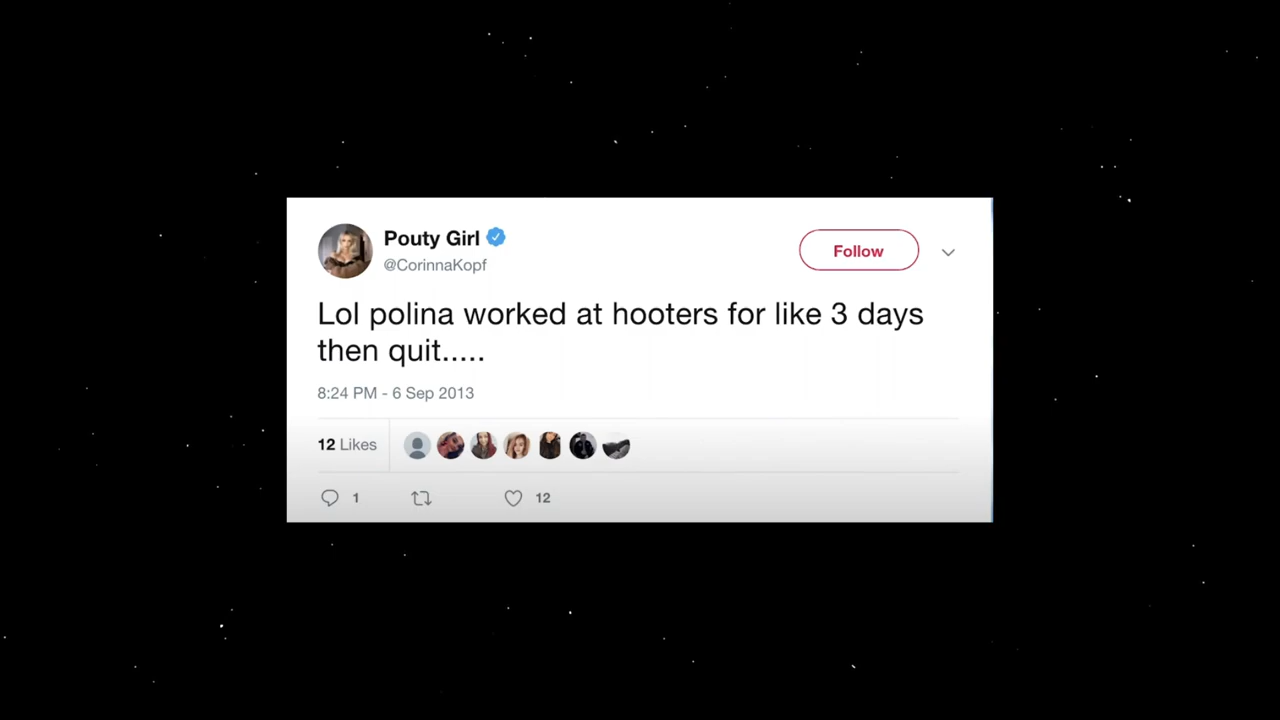 Pouty Girl
@CorinnaKopf
Follow
Lol polina worked at hooters for like 3 days
then quit.....
8:24 PM - 6 Sep 2013
12 Likes
1
12